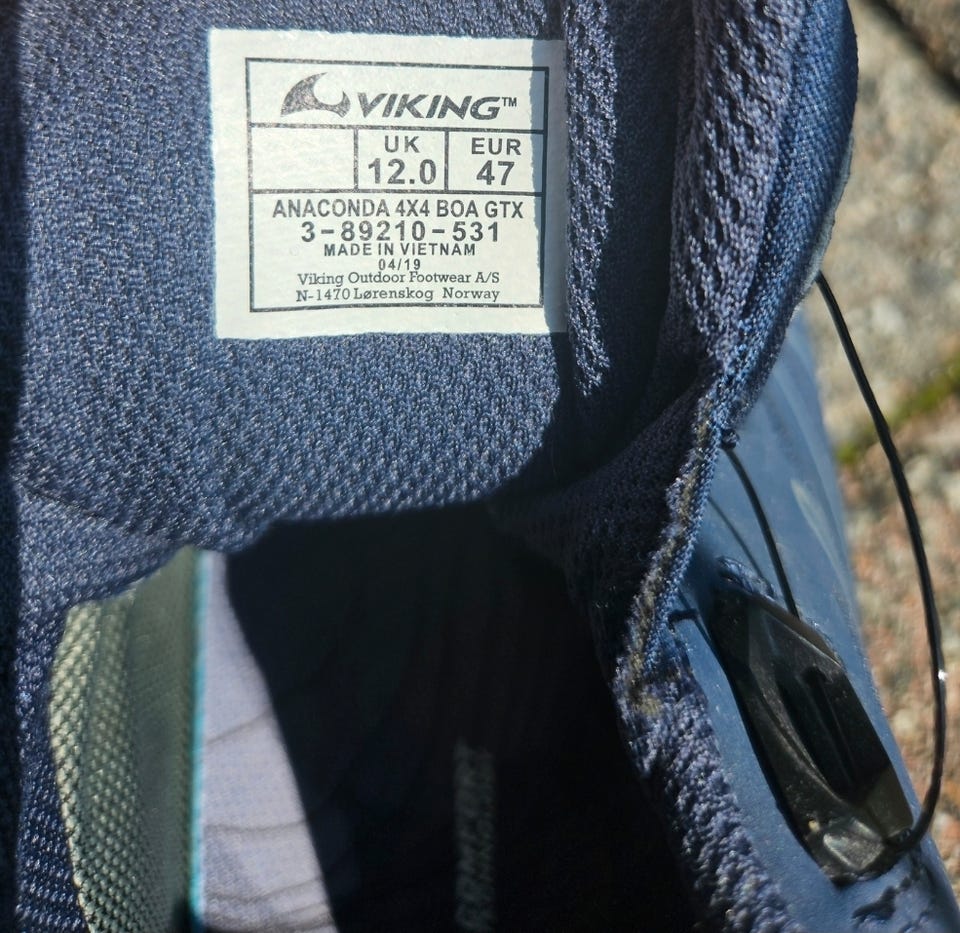 VIKING™
UK EUR
12.0 47
ANACONDA 4X4 BOA GTX
3-89210-531
MADE IN VIETNAM
04/19
Viking Outdoor Footwear A/S
N-1470 Lørenskog Norway